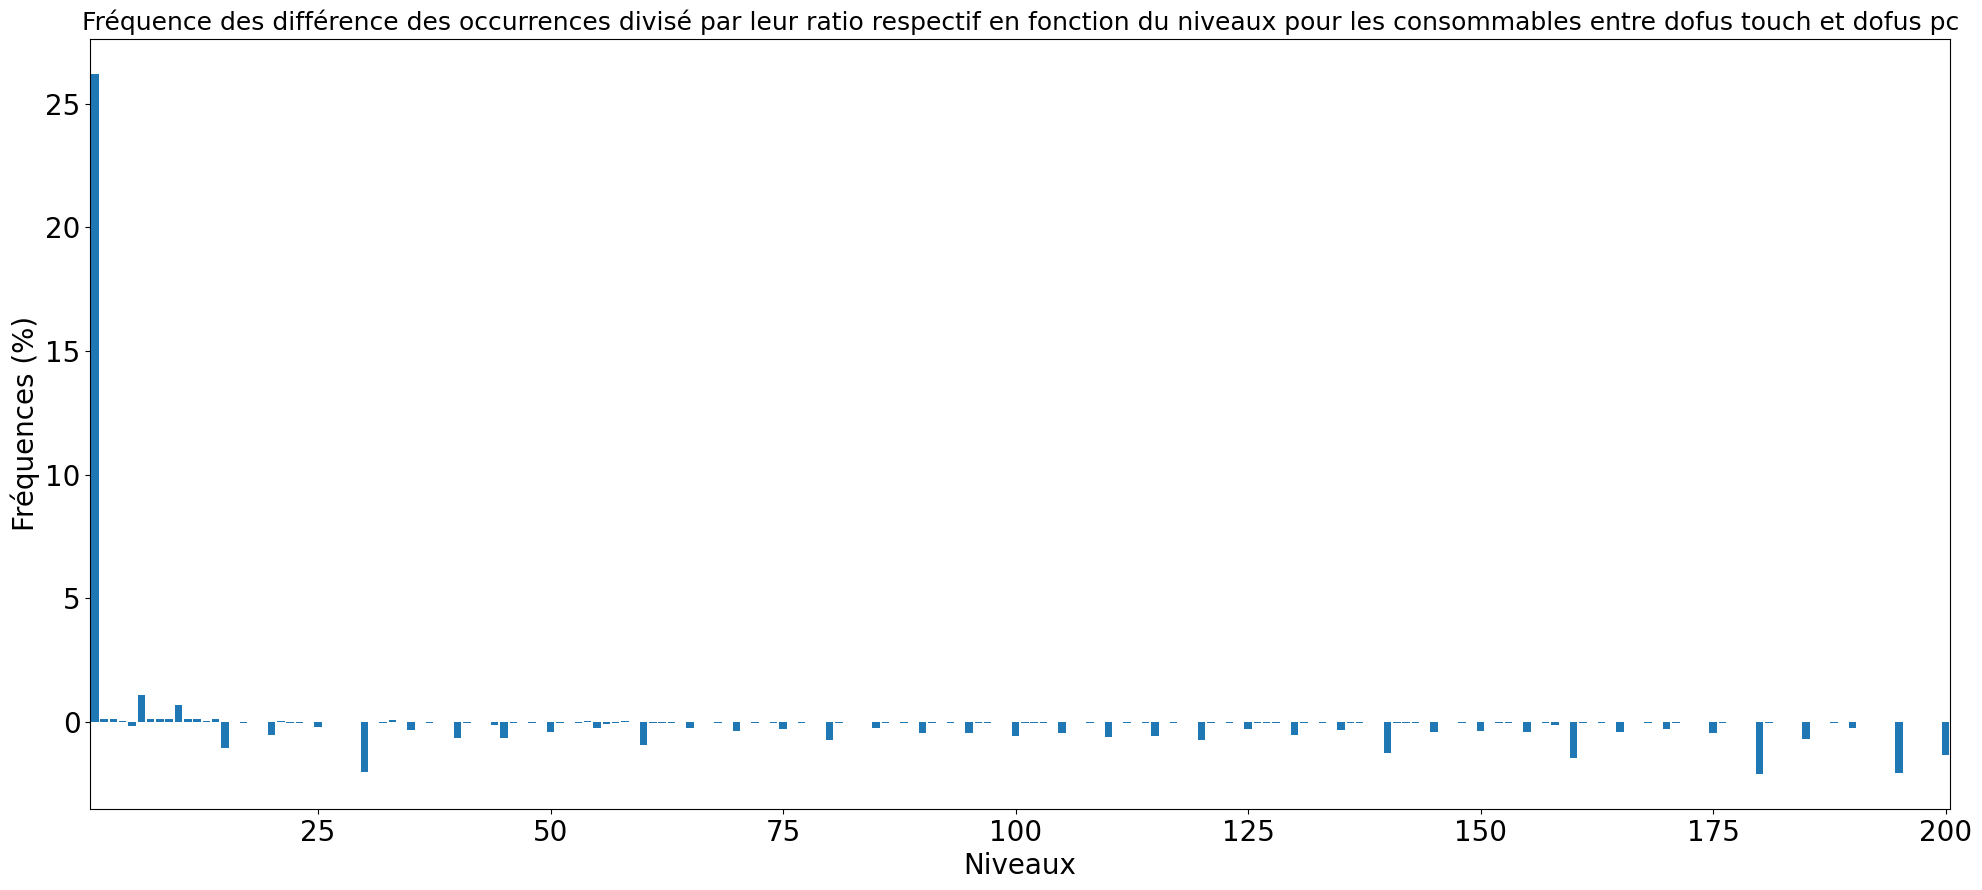 Fréquence des différence des occurrences divisé par leur ratio respectif en fonction du niveaux pour les consommables entre dofus touch et dofus pc
25
20
15
10
5
0
Fréquences (%)
25 50 75 100 125 150 175 200
Niveaux